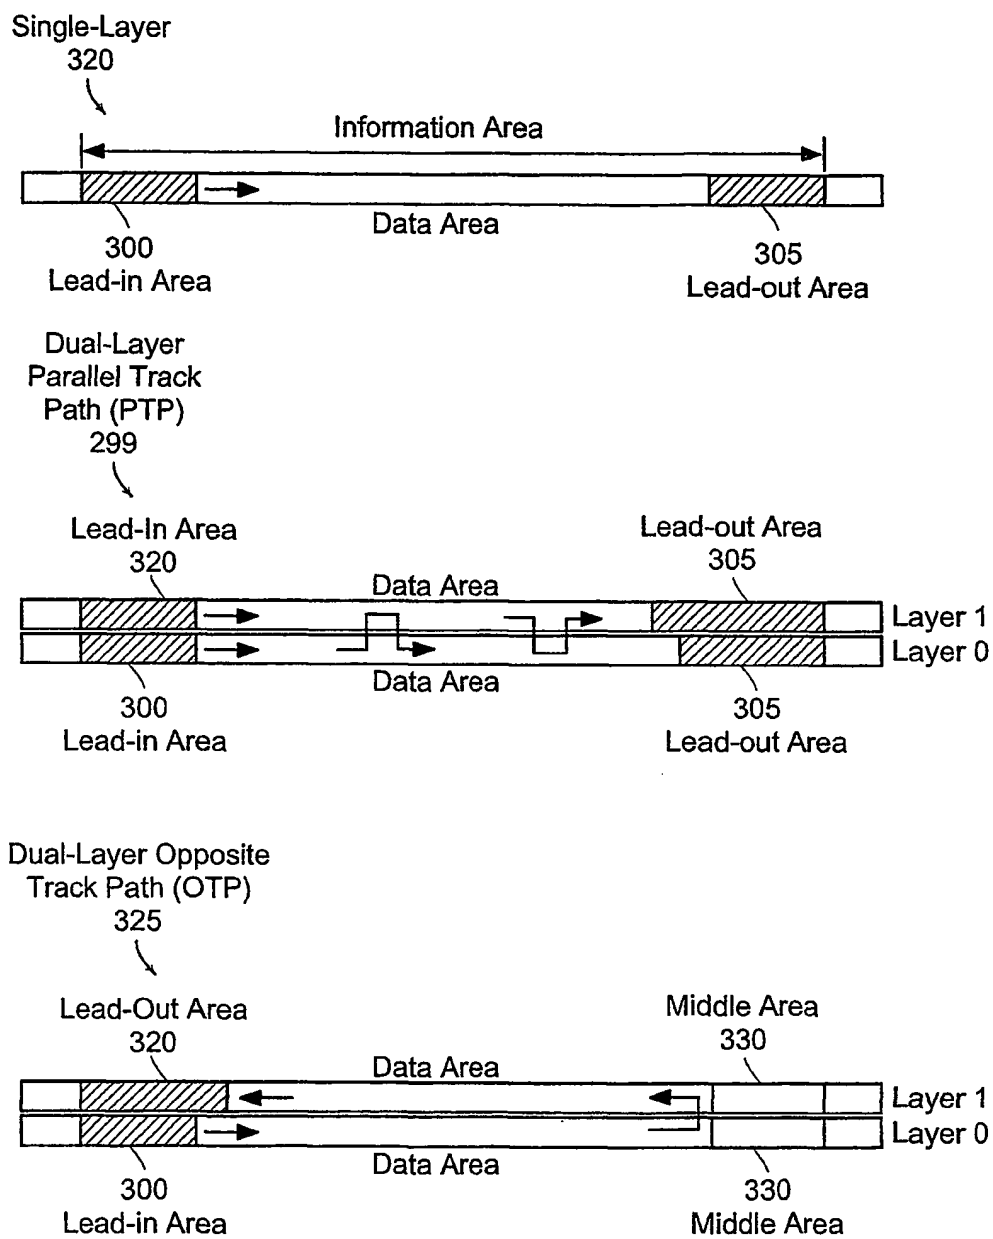 Single-Layer
320
Information Area
Data Area
300
Lead-in Area
305
Lead-out Area
Dual-Layer
Parallel Track
Path (PTP)
299
Lead-In Area
320
Lead-out Area
305
Data Area
Layer 1
Layer 0
Data Area
300
Lead-in Area
305
Lead-out Area
Dual-Layer Opposite
Track Path (OTP)
325
Lead-Out Area
320
Middle Area
330
Data Area
Layer 1
Layer 0
Data Area
300
Lead-in Area
330
Middle Area